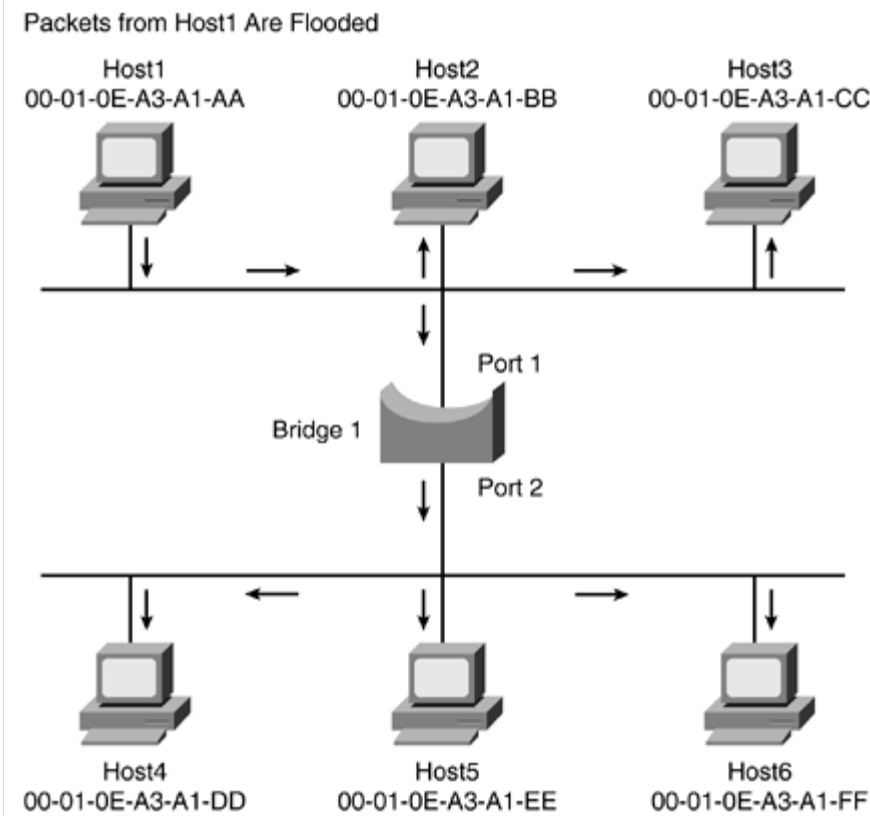 Packets from Host1 Are Flooded
Host1
00-01-0E-A3-A1-AA
Host2
00-01-0E-A3-A1-BB
Host3
00-01-0E-A3-A1-CC
Port 1
Bridge 1
Port 2
Host4
00-01-0E-A3-A1-DD
Host5
00-01-0E-A3-A1-EE
Host6
00-01-0E-A3-A1-FF